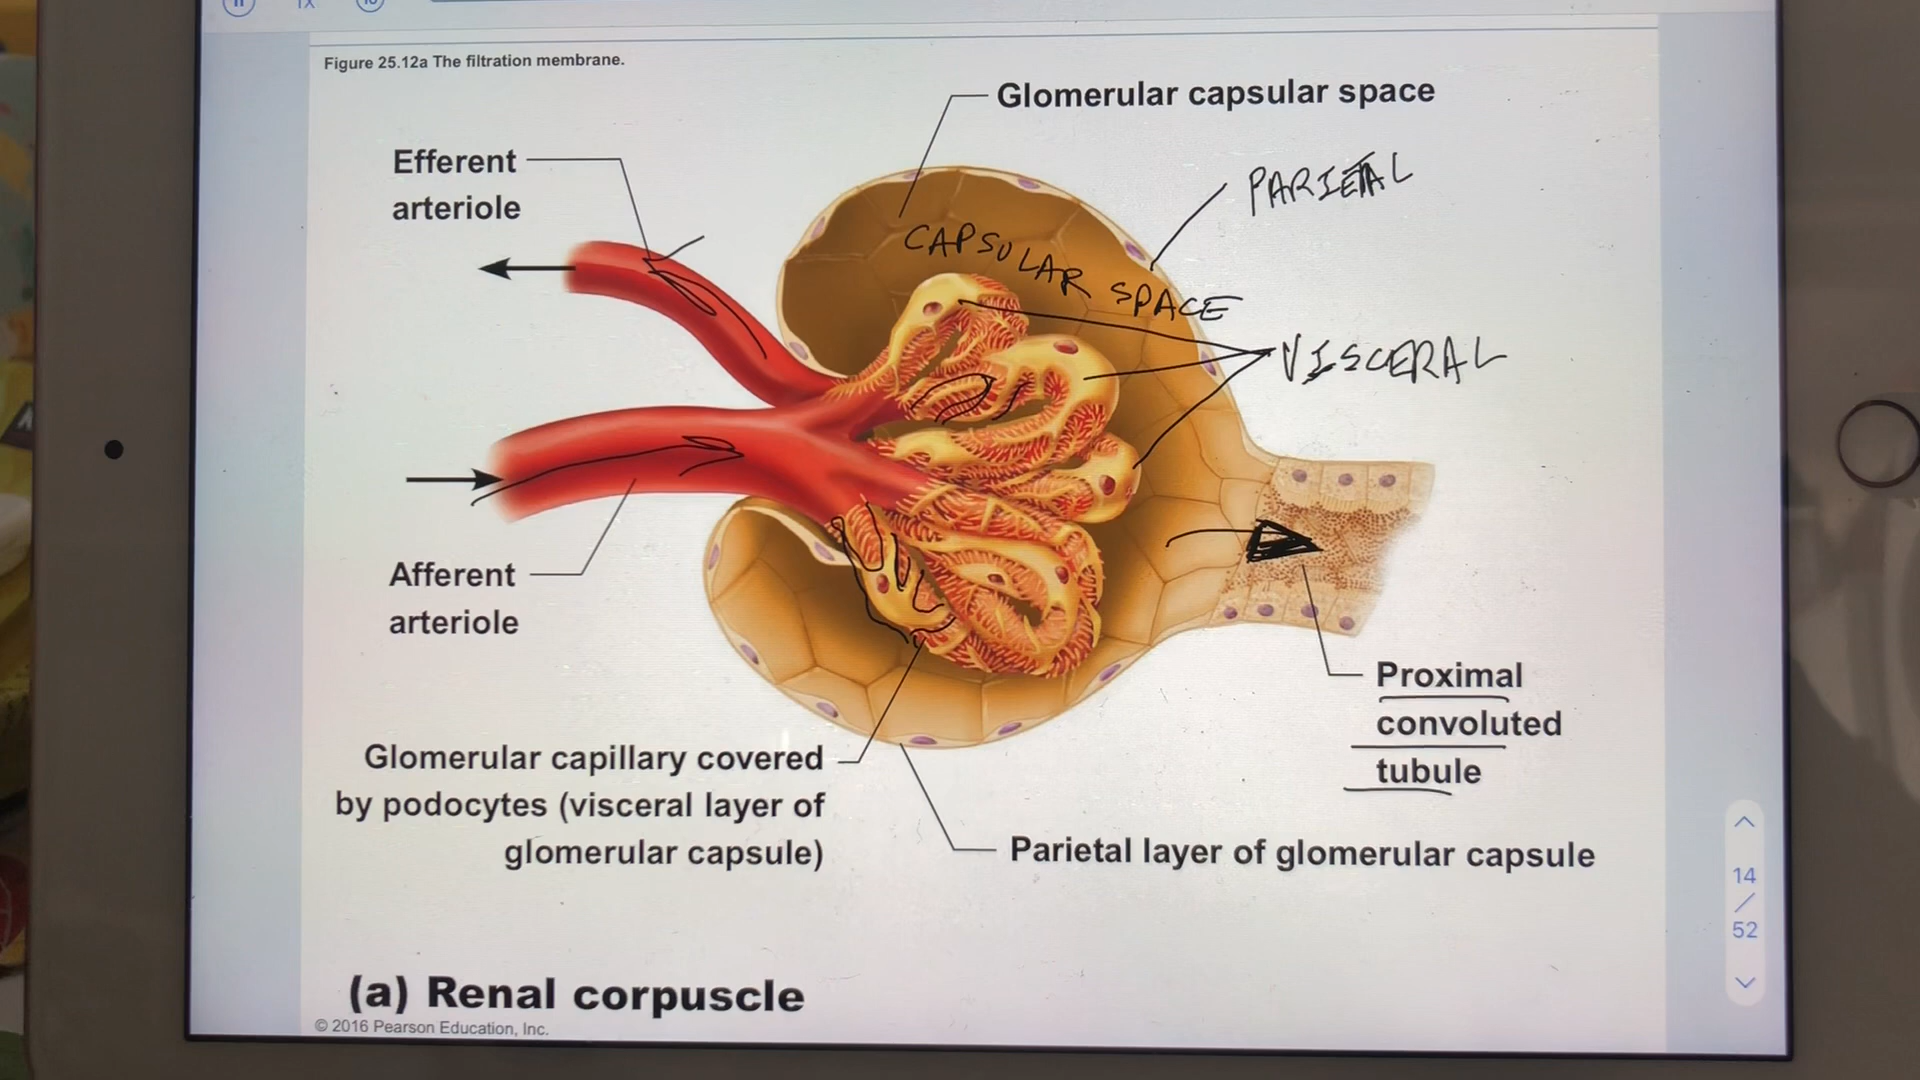 1X
10
Figure 25.12a The filtration membrane.
Glomerular capsular space
Efferent
arteriole
PARIETAL
CAPSULAR SPACE
VISCERAL
Afferent
arteriole
Proximal
convoluted
tubule
Glomerular capillary covered
by podocytes (visceral layer of
glomerular capsule)
Parietal layer of glomerular capsule
14
/
52
(a) Renal corpuscle
© 2016 Pearson Education, Inc.